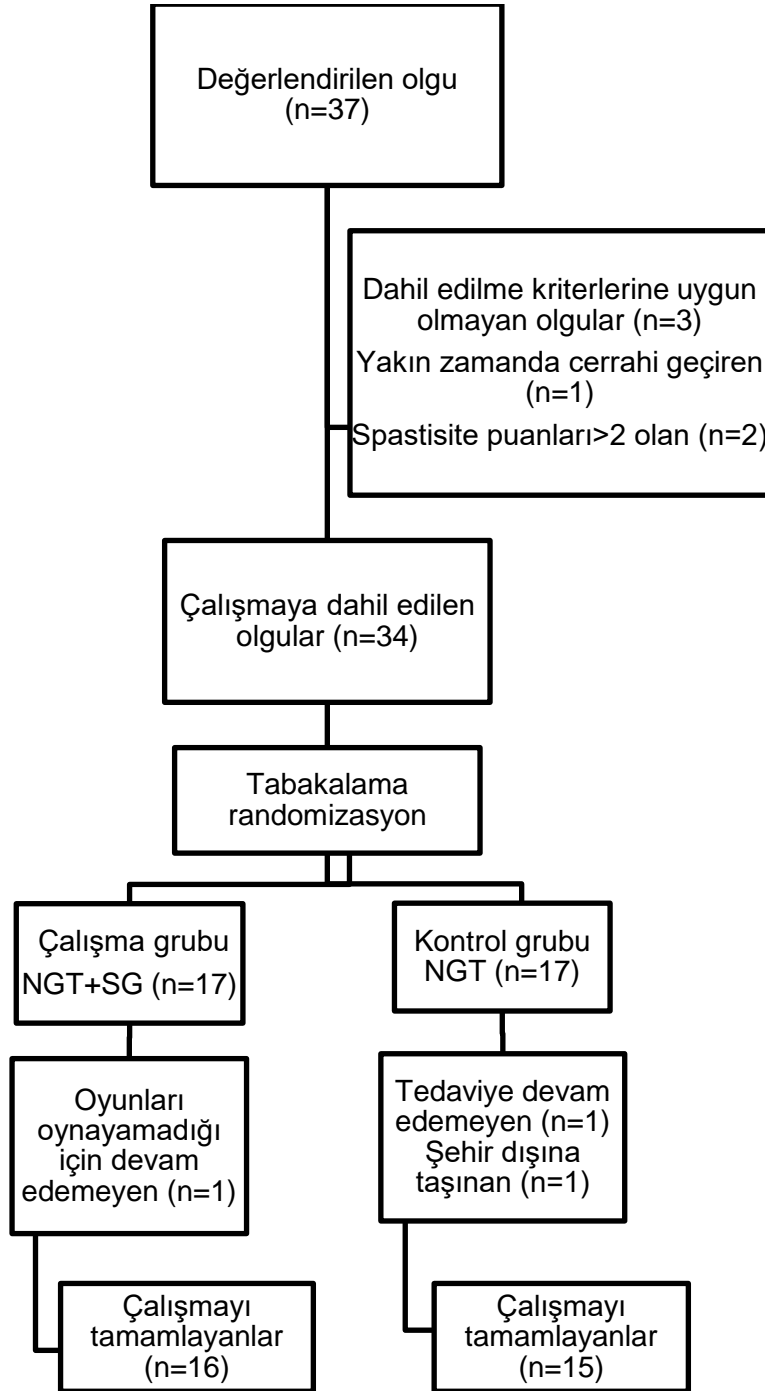 Değerlendirilen olgu
(n=37)
Dahil edilme kriterlerine uygun
olmayan olgular (n=3)
Yakın zamanda cerrahi geçiren
(n=1)
Spastisite puanları>2 olan (n=2)
Çalışmaya dahil edilen
olgular (n=34)
Tabakalama
randomizasyon
Çalışma grubu
NGT+SG (n=17)
Kontrol grubu
NGT (n=17)
Oyunları
oynayamadığı
için devam
edemeyen (n=1)
Tedaviye devam
edemeyen (n=1)
Şehir dışına
taşınan (n=1)
Çalışmayı
tamamlayanlar
(n=16)
Çalışmayı
tamamlayanlar
(n=15)